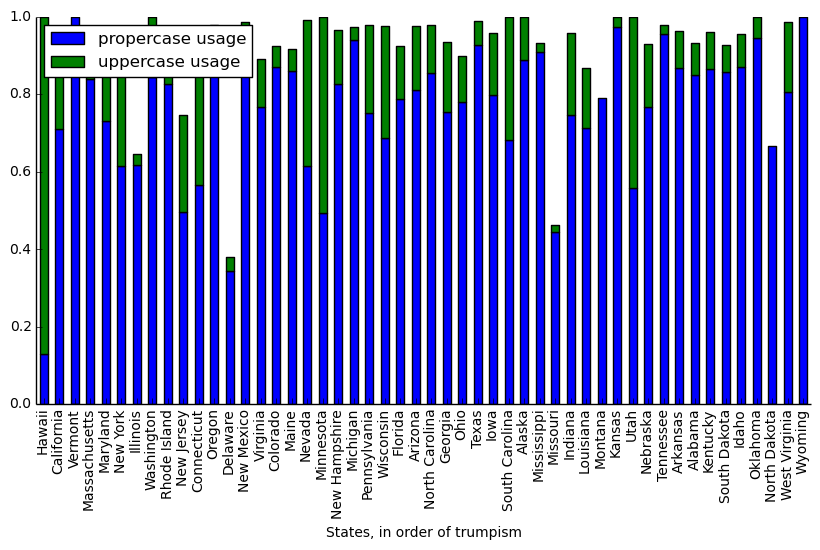 1.0
0.8
0.6
0.4
0.2
0.0
propercase usage
uppercase usage
Hawaii
California
Vermont
Massachusetts
Maryland
New York
Illinois
Washington
Rhode Island
New Jersey
Connecticut
Oregon
Delaware
New Mexico
Virginia
Colorado
Maine
Nevada
Minnesota
New Hampshire
Michigan
Pennsylvania
Wisconsin
Florida
Arizona
North Carolina
Georgia
Ohio
Texas
Iowa
South Carolina
Alaska
Mississippi
Missouri
Indiana
Louisiana
Montana
Kansas
Utah
Nebraska
Tennessee
Arkansas
Alabama
Kentucky
South Dakota
Idaho
Oklahoma
North Dakota
West Virginia
Wyoming
States, in order of trumpism